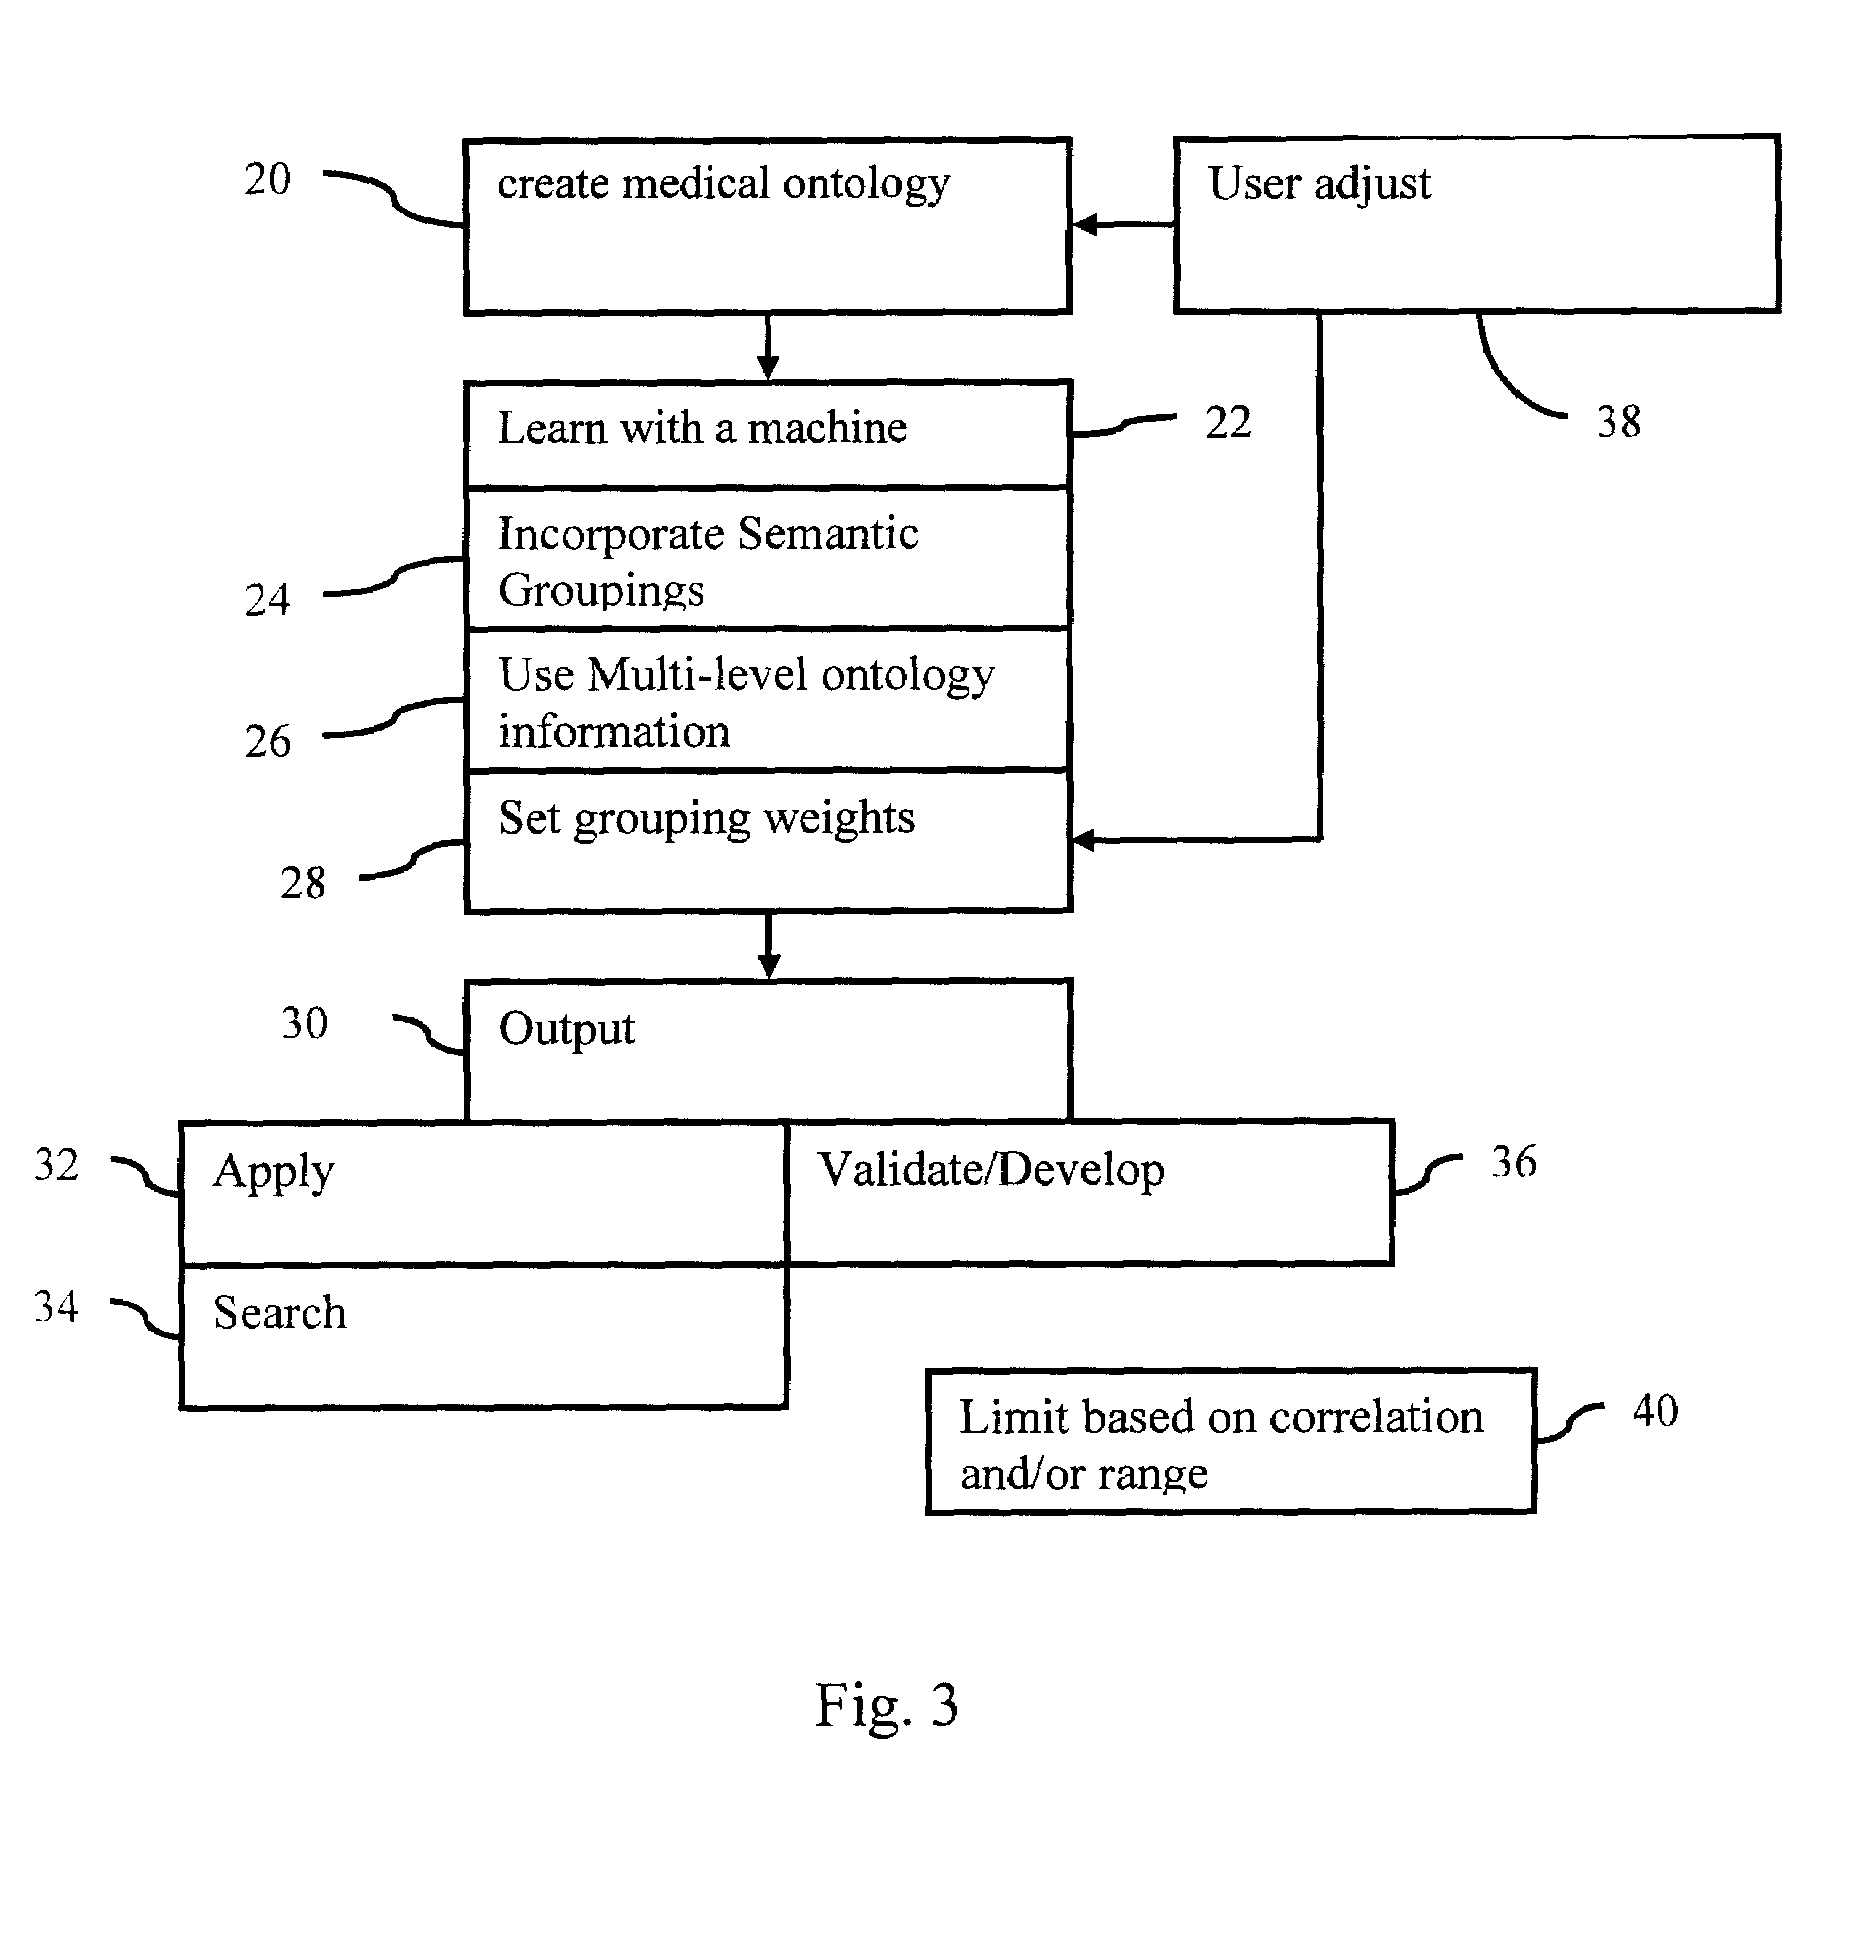 20
create medical ontology
User adjust
Learn with a machine
22
38
Incorporate Semantic
Groupings
24
Use Multi-level ontology
information
26
Set grouping weights
28
30
Output
32
Apply
Validate/Develop
36
34
Search
Limit based on correlation
and/or range
40
Fig. 3